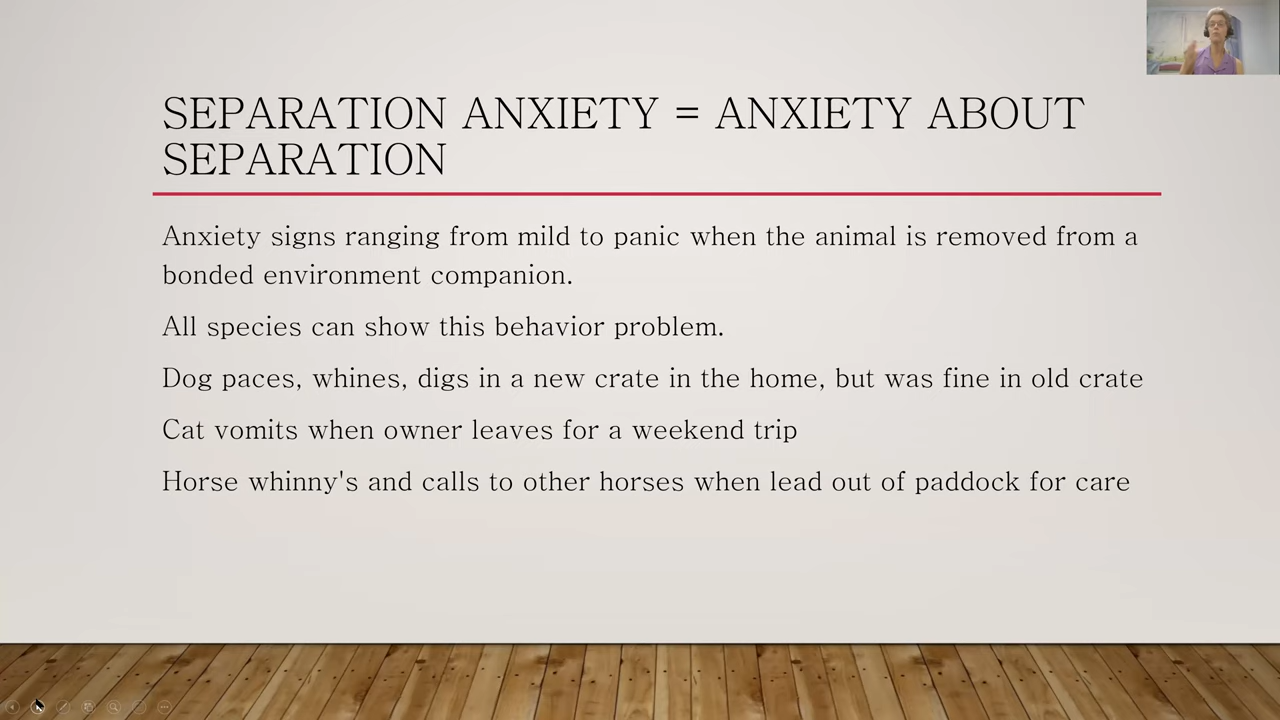 SEPARATION ANXIETY = ANXIETY ABOUT
SEPARATION
Anxiety signs ranging from mild to panic when the animal is removed from a
bonded environment companion.
All species can show this behavior problem.
Dog paces, whines, digs in a new crate in the home, but was fine in old crate
Cat vomits when owner leaves for a weekend trip
Horse whinny's and calls to other horses when lead out of paddock for care